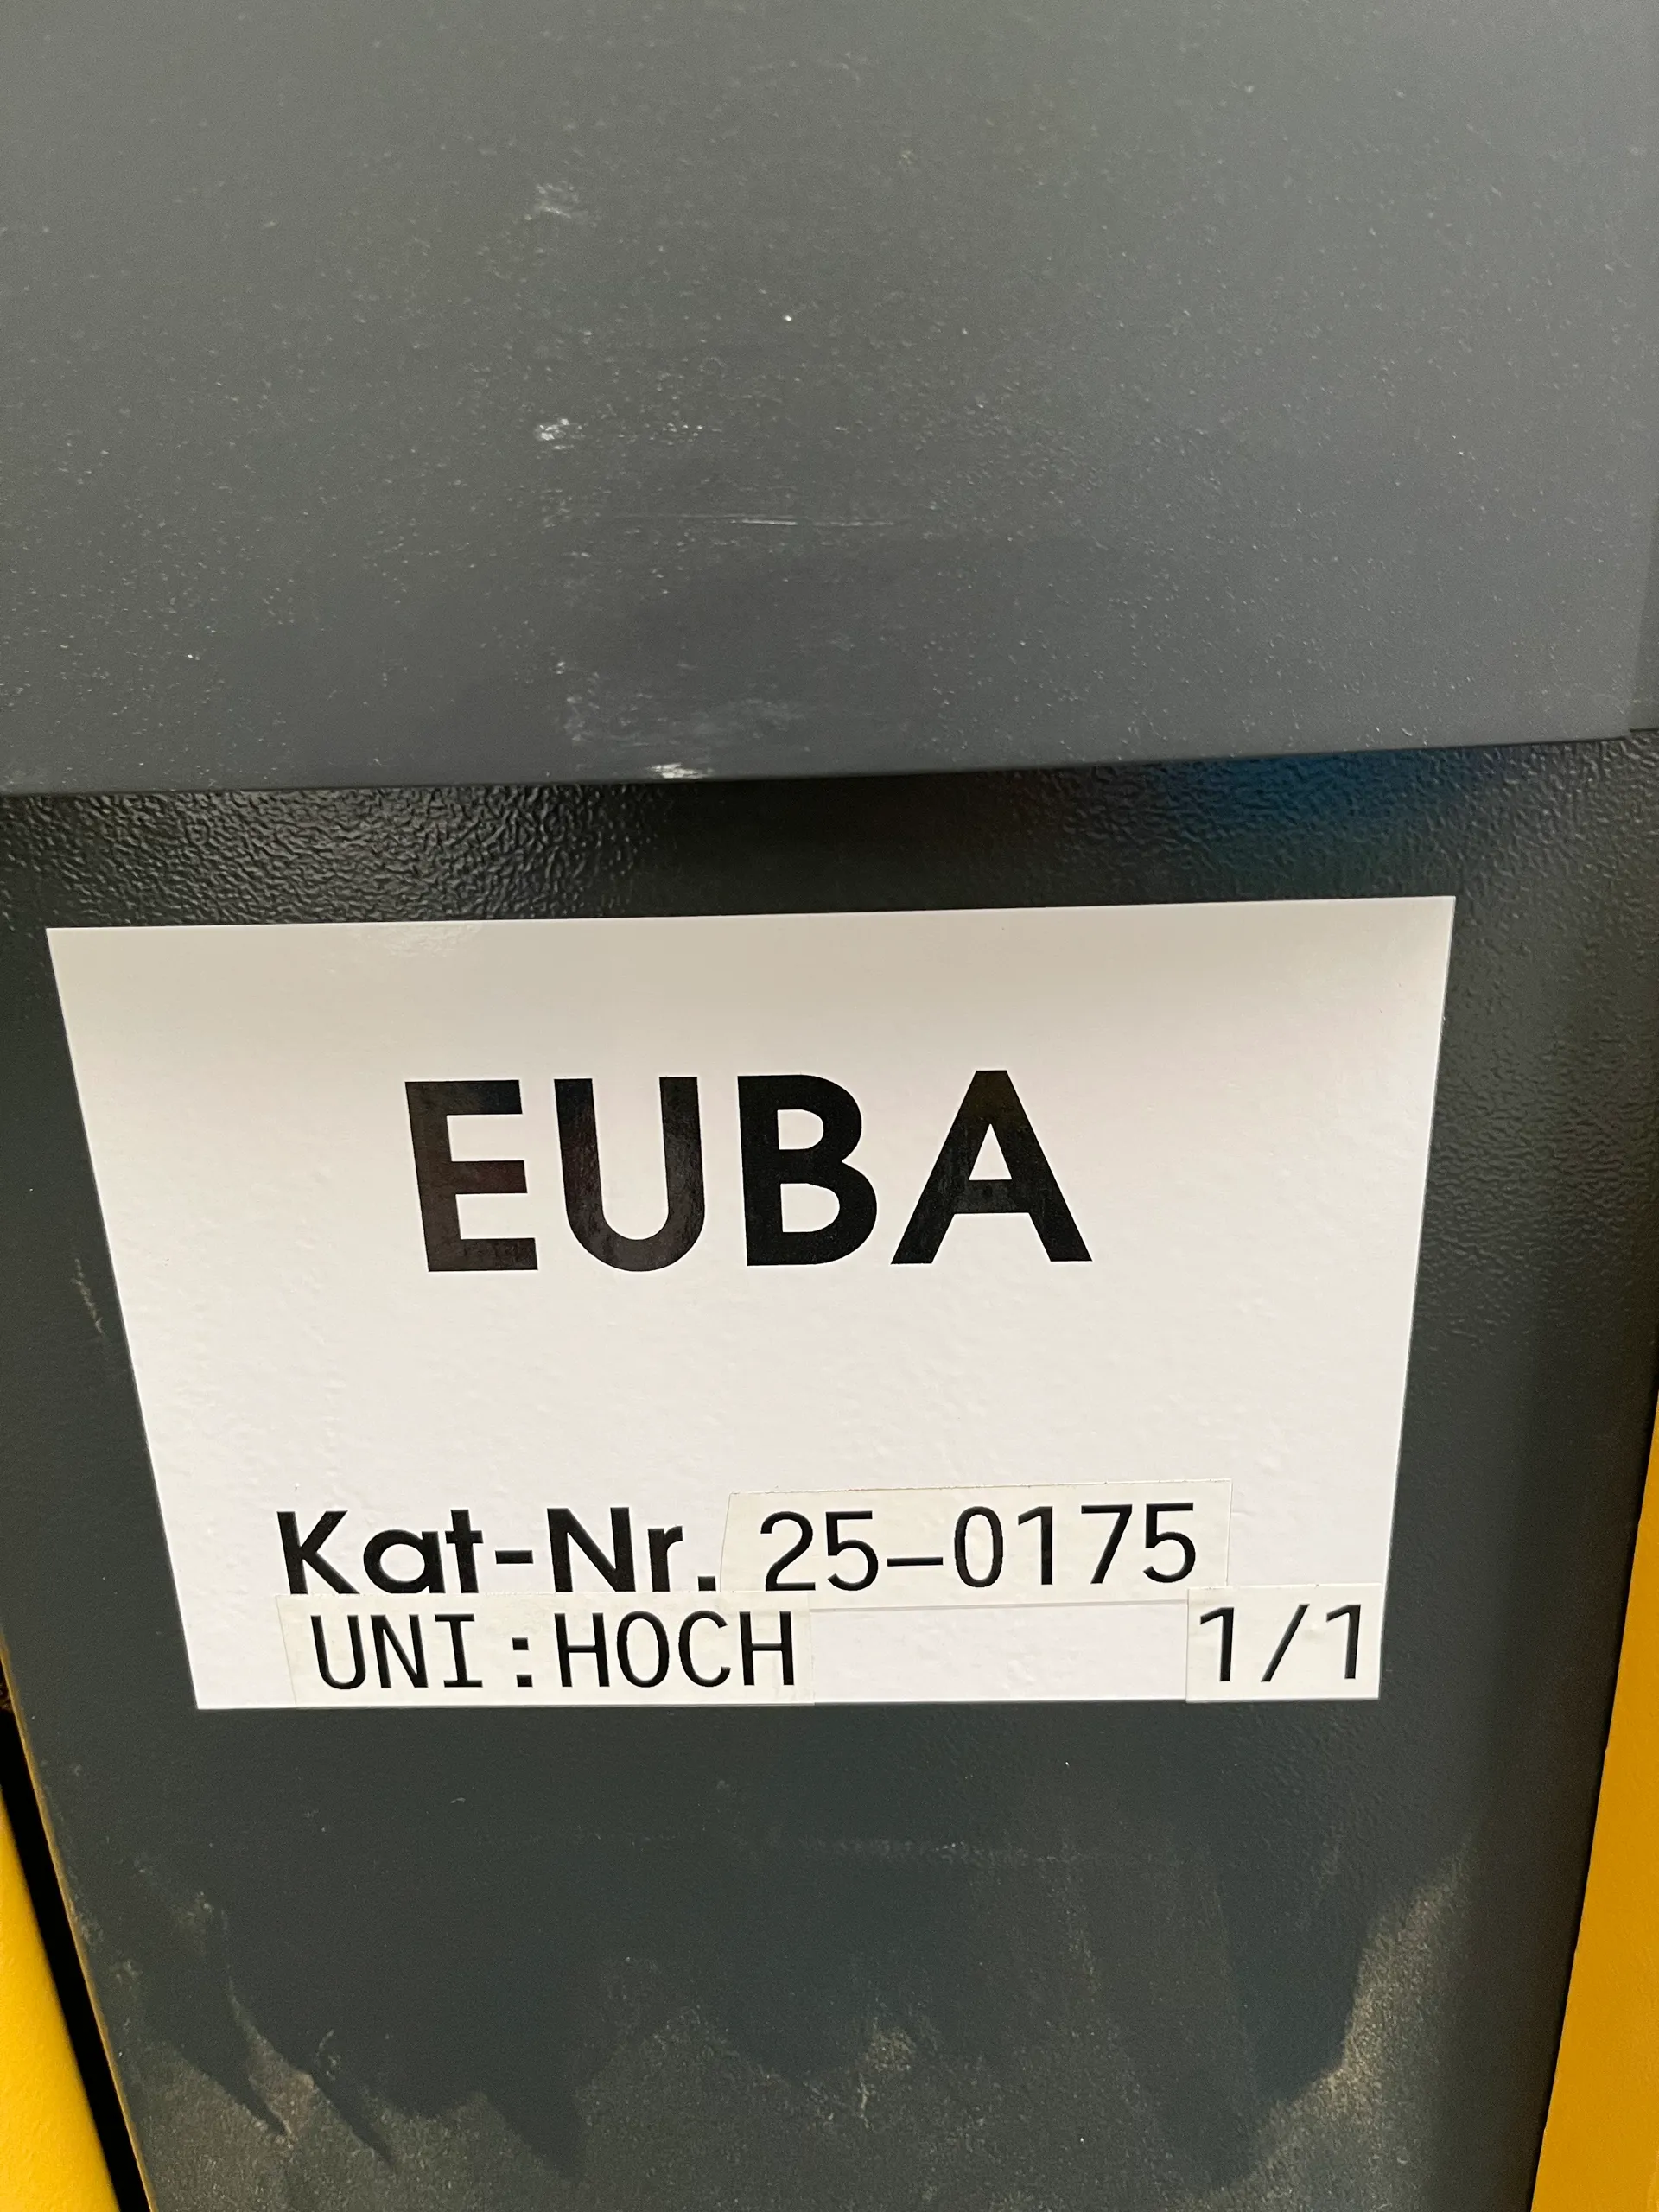 EUBA
Kat-Nr. 25-0175
UNI:HOCH 1/1